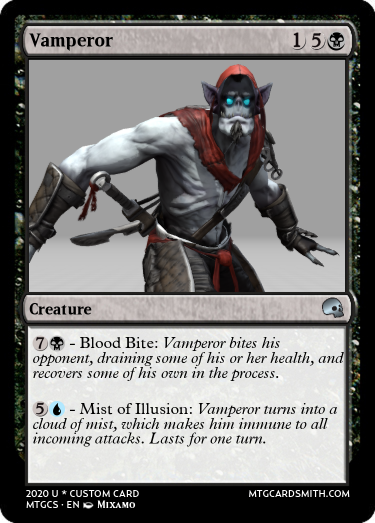 Vamperor 1 5
Creature
7 - Blood Bite: Vamperor bites his
opponent, draining some of his or her health, and
recovers some of his own in the process.
5 - Mist of Illusion: Vamperor turns into a
cloud of mist, which makes him immune to all
incoming attacks. Lasts for one turn.
2020 U * CUSTOM CARD MTGCARDSMITH.COM
MTGCS · EN MIXAMO